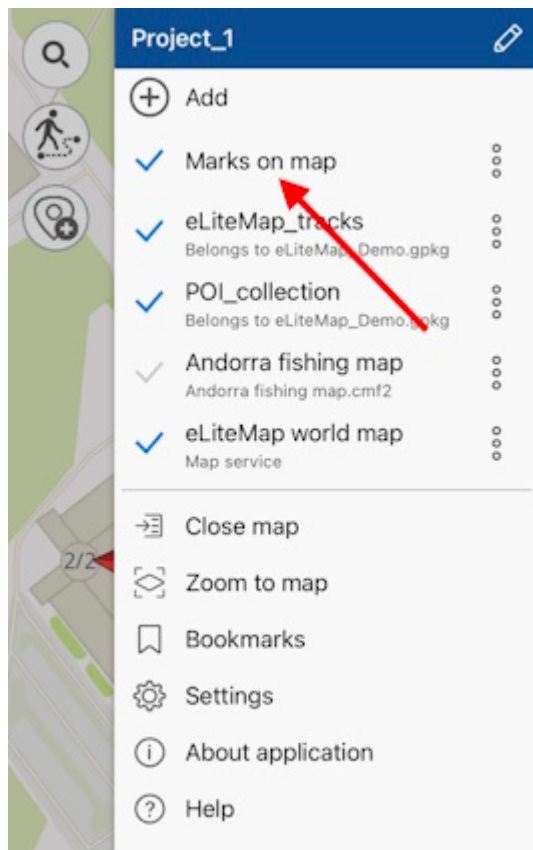 Project_1
Add
Marks on map
eLiteMap_tracks
Belongs to eLiteMap_Demo.gpkg
POI_collection
Belongs to eLiteMap_Demo.gpkg
Andorra fishing map
Andorra fishing map.cmf2
eLiteMap world map
Map service
2/2
Close map
Zoom to map
Bookmarks
Settings
About application
Help